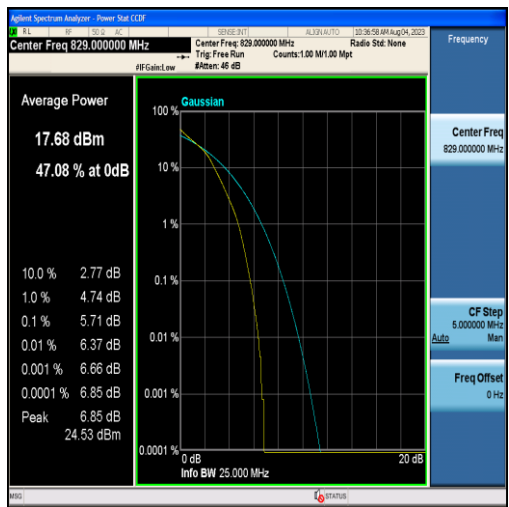 Agilent Spectrum Analyzer - Power Stat CCDF
RL RF 50 Ω AC SENSE:INT ALIGN AUTO 10:36:58 AM Aug 04, 2023
Center Freq 829.000000 MHz
Center Freq: 829.000000 MHz Radio Std: None
Trig: Free Run Counts:1.00 M/1.00 Mpt
#IFGain:Low #Atten: 46 dB
Frequency
Average Power
17.68 dBm
47.08 % at 0dB
10.0 % 2.77 dB
1.0 % 4.74 dB
0.1 % 5.71 dB
0.01 % 6.37 dB
0.001 % 6.66 dB
0.0001 % 6.85 dB
Peak 6.85 dB
24.53 dBm
Gaussian
100 %
10 %
1 %
0.1 %
0.01 %
0.001 %
0.0001 %
0 dB 20 dB
Info BW 25.000 MHz
Center Freq
829.000000 MHz
CF Step
5.000000 MHz
Auto Man
Freq Offset
0 Hz
MSG STATUS